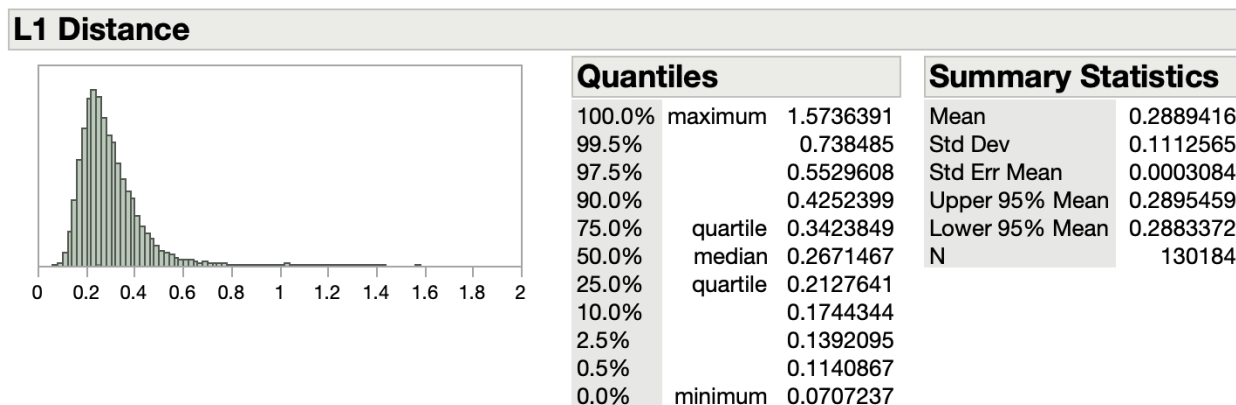 L1 Distance
0 0.2 0.4 0.6 0.8 1 1.2 1.4 1.6 1.8 2
Quantiles
100.0% maximum 1.5736391
99.5% 0.738485
97.5% 0.5529608
90.0% 0.4252399
75.0% quartile 0.3423849
50.0% median 0.2671467
25.0% quartile 0.2127641
10.0% 0.1744344
2.5% 0.1392095
0.5% 0.1140867
0.0% minimum 0.0707237
Summary Statistics
Mean 0.2889416
Std Dev 0.1112565
Std Err Mean 0.0003084
Upper 95% Mean 0.2895459
Lower 95% Mean 0.2883372
N 130184